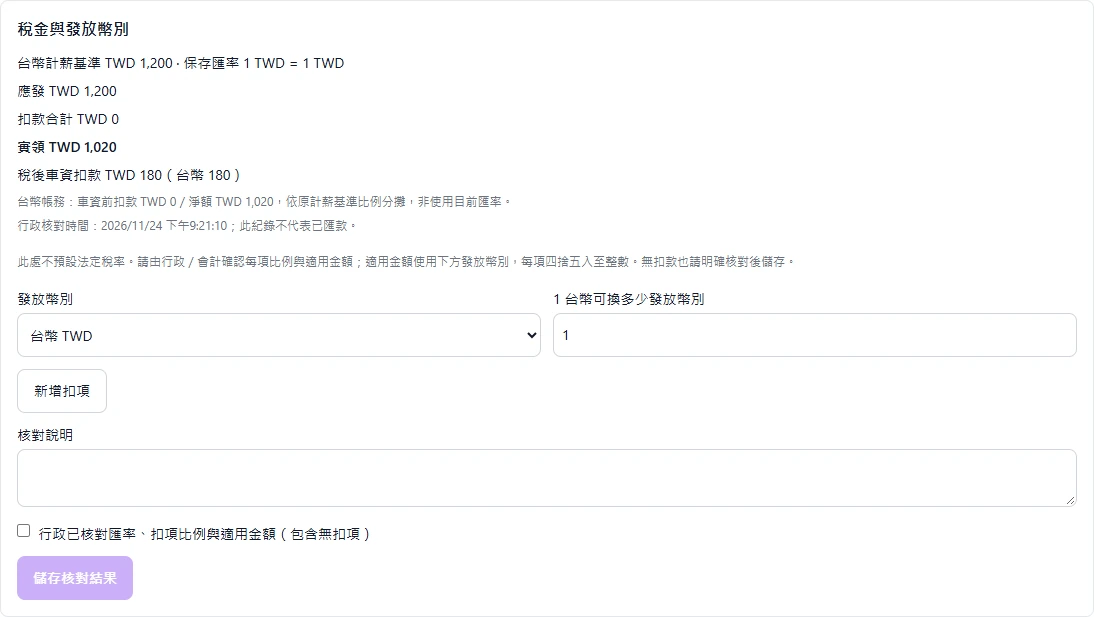 稅金與發放幣別
台幣計薪基準 TWD 1,200 · 保存匯率 1 TWD = 1 TWD
應發 TWD 1,200
扣款合計 TWD 0
實領 TWD 1,020
稅後車資扣款 TWD 180（台幣 180）
台幣帳務：車資前扣款 TWD 0 / 淨額 TWD 1,020，依原計薪基準比例分攤，非使用目前匯率。
行政核對時間：2026/11/24 下午9:21:10；此紀錄不代表已匯款。
此處不預設法定稅率。請由行政 / 會計確認每項比例與適用金額；適用金額使用下方發放幣別，每項四捨五入至整數。無扣款也請明確核對後儲存。
發放幣別
1 台幣可換多少發放幣別
台幣 TWD
1
新增扣項
核對說明
行政已核對匯率、扣項比例與適用金額（包含無扣項）
儲存核對結果